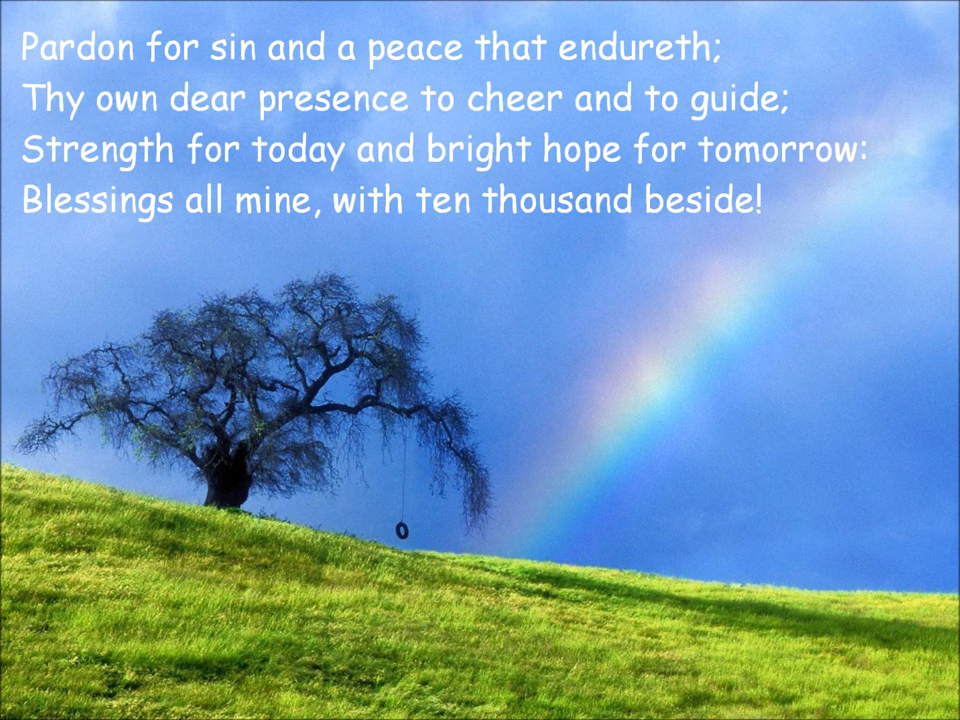 Pardon for sin and a peace that endureth;
Thy own dear presence to cheer and to guide;
Strength for today and bright hope for tomorrow:
Blessings all mine, with ten thousand beside!